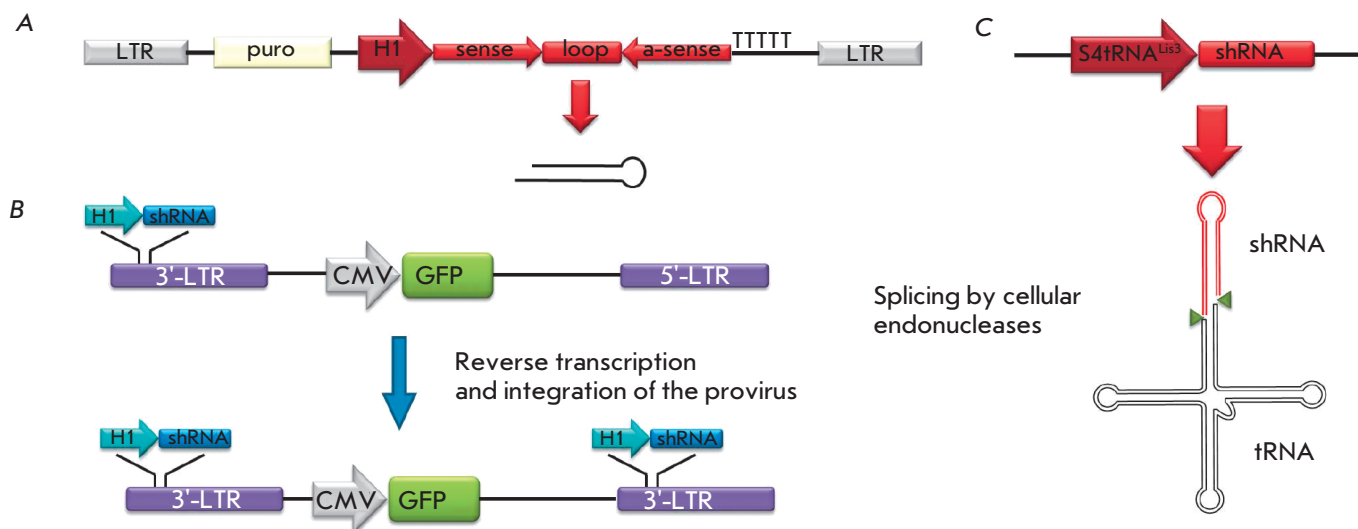 A
LTR puro H1 sense loop a-sense TTTTT LTR
B
H1 shRNA
3'-LTR CMV GFP 5'-LTR
Reverse transcription
and integration of the provirus
H1 shRNA H1 shRNA
3'-LTR CMV GFP 3'-LTR
C
S4tRNA^Lis3 shRNA
shRNA
Splicing by cellular
endonucleases
tRNA